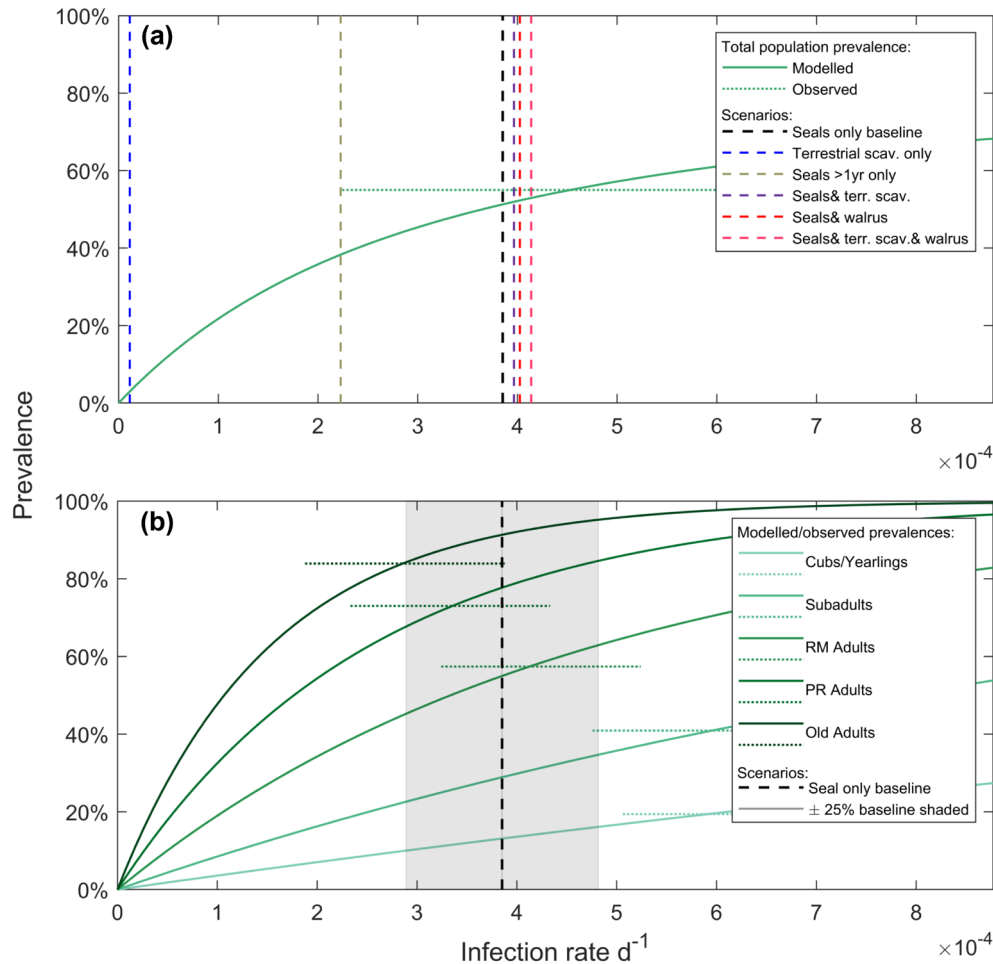 Prevalence
(a)
100%
80%
60%
40%
20%
0%
0 1 2 3 4 5 6 7 8
×10-4
Total population prevalence:
Modelled
Observed
Scenarios:
Seals only baseline
Terrestrial scav. only
Seals >1yr only
Seals& terr. scav.
Seals& walrus
Seals& terr. scav.& walrus
(b)
100%
80%
60%
40%
20%
0%
0 1 2 3 4 5 6 7 8
×10-4
Modelled/observed prevalences:
Cubs/Yearlings
Subadults
RM Adults
PR Adults
Old Adults
Scenarios:
Seal only baseline
± 25% baseline shaded
Infection rate d-1